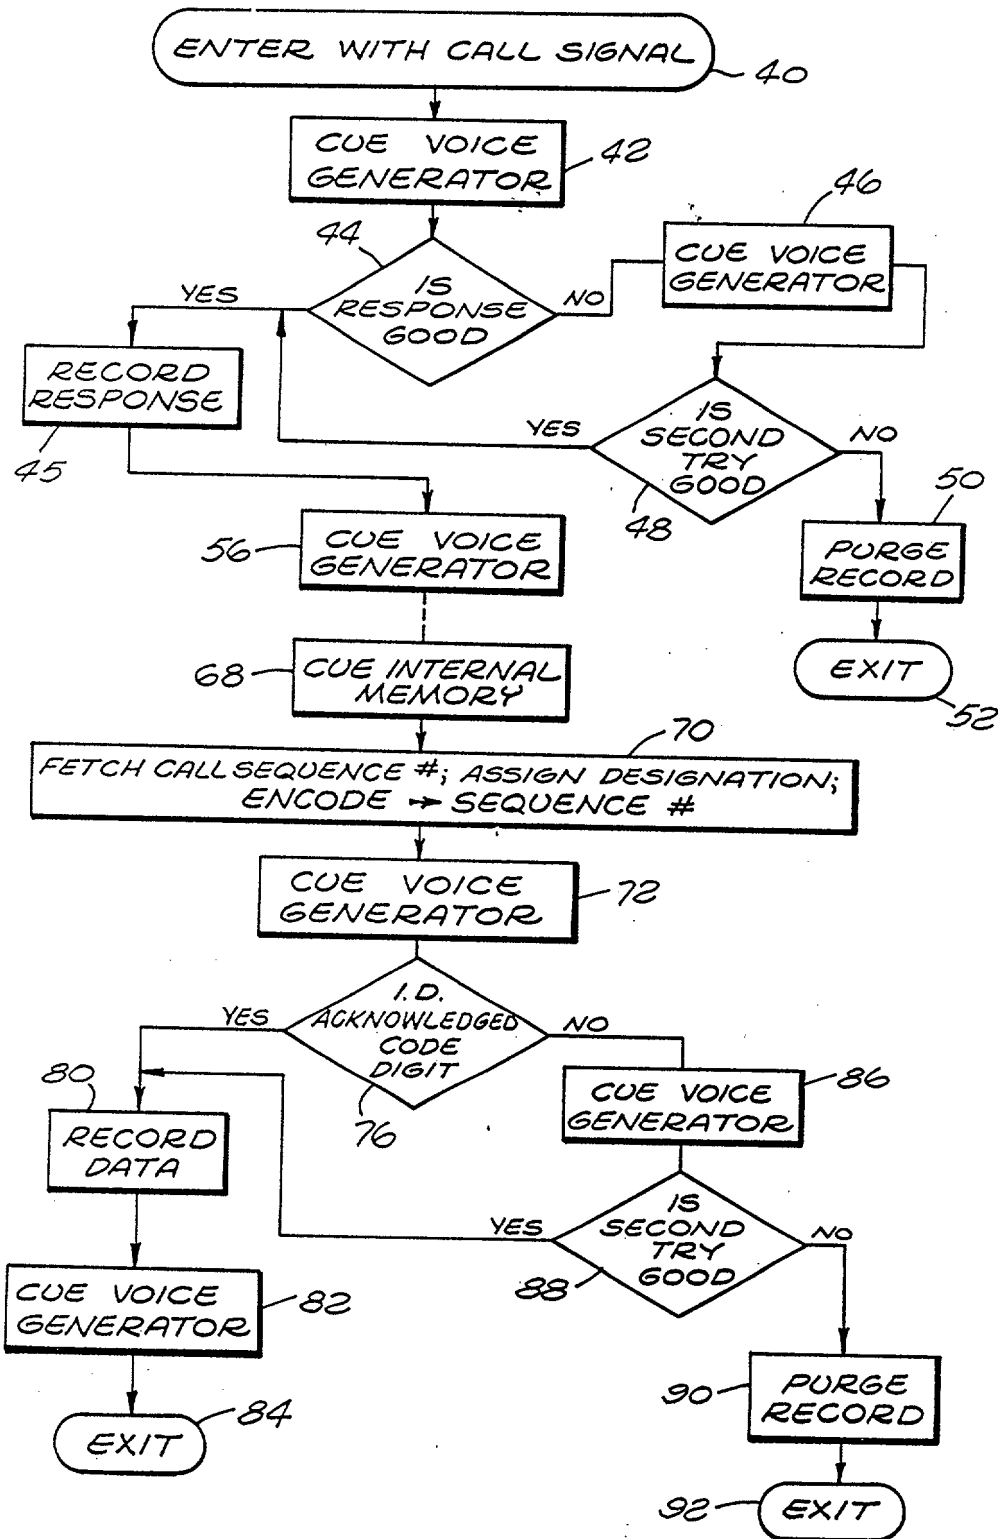 ENTER WITH CALL SIGNAL
40
CUE VOICE
GENERATOR
42
44
IS
RESPONSE
GOOD
YES
NO
46
CUE VOICE
GENERATOR
RECORD
RESPONSE
45
IS
SECOND
TRY
GOOD
YES
NO
48
50
PURGE
RECORD
EXIT
52
56
CUE VOICE
GENERATOR
68
CUE INTERNAL
MEMORY
70
FETCH CALL SEQUENCE #; ASSIGN DESIGNATION;
ENCODE → SEQUENCE #
CUE VOICE
GENERATOR
72
I.D.
ACKNOWLEDGED
CODE
DIGIT
YES
NO
76
80
RECORD
DATA
86
CUE VOICE
GENERATOR
IS
SECOND
TRY
GOOD
YES
NO
88
CUE VOICE
GENERATOR
82
EXIT
84
90
PURGE
RECORD
92
EXIT